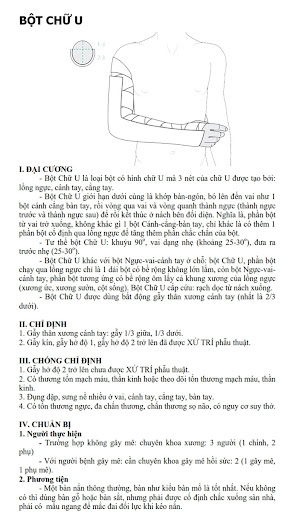 BỘT CHỮ U
I. ĐẠI CƯƠNG
- Bột Chữ U là loại bột có hình chữ U mà 3 nét của chữ U được tạo bởi:
lồng ngực, cánh tay, cẳng tay.
- Bột Chữ U giới hạn dưới cùng là khớp bàn-ngón, bó lên đến vai như 1
bột cánh cẳng bàn tay, rồi vòng qua vai và vòng quanh thành ngực (thành ngực
trước và thành ngực sau) để rồi kết thúc ở nách bên đối diện. Nghĩa là, phần bột
từ vai trở xuống, không khác gì 1 bột Cánh-cẳng-bàn tay, chỉ khác là có thêm 1
phần bột cố định qua lồng ngực để tăng thêm phần chắc chắn của bột.
- Tư thế bột Chữ U: khuỷu 90º, vai dạng nhẹ (khoảng 25-30º), đưa ra
trước nhẹ (25-30º).
- Bột Chữ U khác với bột Ngực-vai-cánh tay ở chỗ: bột Chữ U, phần bột
chạy qua lồng ngực chỉ là 1 dải bột có bề rộng không lớn lắm, còn bột Ngực-vai-
cánh tay, phần bột tương ứng có bề rộng ôm lấy cả khung xương của lồng ngực
(xương ức, xương sườn, cột sống). Bột Chữ U cấp cứu: rạch dọc từ nách xuống.
- Bột Chữ U được dùng bất động gãy thân xương cánh tay (nhất là 2/3
dưới).
II. CHỈ ĐỊNH
1. Gãy thân xương cánh tay: gãy 1/3 giữa, 1/3 dưới.
2. Gãy kín, gãy hở độ 1, gãy hở độ 2 trở lên đã được XỬ TRÍ phẫu thuật.
III. CHỐNG CHỈ ĐỊNH
1. Gãy hở độ 2 trở lên chưa được XỬ TRÍ phẫu thuật.
2. Có thương tổn mạch máu, thần kinh hoặc theo dõi tổn thương mạch máu, thần
kinh.
3. Đụng dập, sưng nề nhiều ở vai, cánh tay, cẳng tay, bàn tay.
4. Có tổn thương ngực, đa chấn thương, chấn thương sọ não, có nguy cơ suy thở.
IV. CHUẨN BỊ
1. Người thực hiện
- Trường hợp không gây mê: chuyên khoa xương: 3 người (1 chính, 2
phụ)
- Với người bệnh gây mê: cần chuyên khoa gây mê hồi sức: 2 (1 gây mê,
1 phụ mê).
2. Phương tiện
- Một bàn nắn thông thường, bàn như kiểu bàn mổ là tốt nhất. Nếu không
có thì dùng bàn gỗ hoặc bàn sắt, nhưng phải được cố định chắc xuống sàn nhà,
phải có mấu ngang để mắc đai đối lực khi kéo nắn.